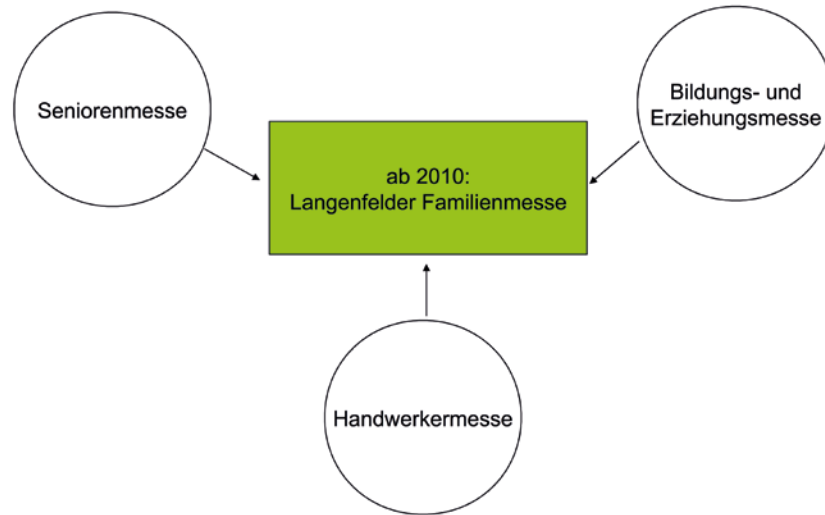 Seniorenmesse
Bildungs- und
Erziehungsmesse
ab 2010:
Langenfelder Familienmesse
Handwerkermesse